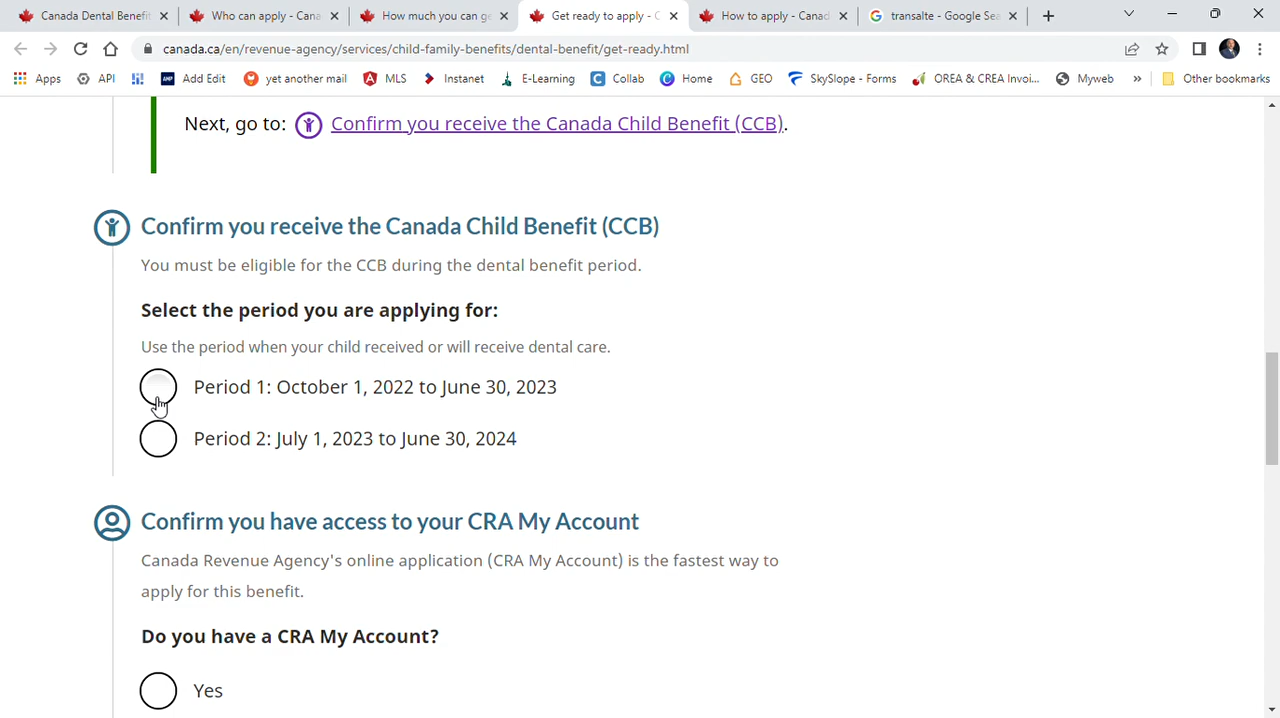 Canada Dental Benefit
Who can apply - Cana
How much you can ge
Get ready to apply - C
How to apply - Canad
transalte - Google Sea
canada.ca/en/revenue-agency/services/child-family-benefits/dental-benefit/get-ready.html
Apps
API
AMP
Add Edit
yet another mail
MLS
Instanet
E-Learning
Collab
Home
GEO
SkySlope - Forms
OREA & CREA Invoi...
Myweb
»
Other bookmarks
Next, go to: Confirm you receive the Canada Child Benefit (CCB).
Confirm you receive the Canada Child Benefit (CCB)
You must be eligible for the CCB during the dental benefit period.
Select the period you are applying for:
Use the period when your child received or will receive dental care.
Period 1: October 1, 2022 to June 30, 2023
Period 2: July 1, 2023 to June 30, 2024
Confirm you have access to your CRA My Account
Canada Revenue Agency's online application (CRA My Account) is the fastest way to
apply for this benefit.
Do you have a CRA My Account?
Yes